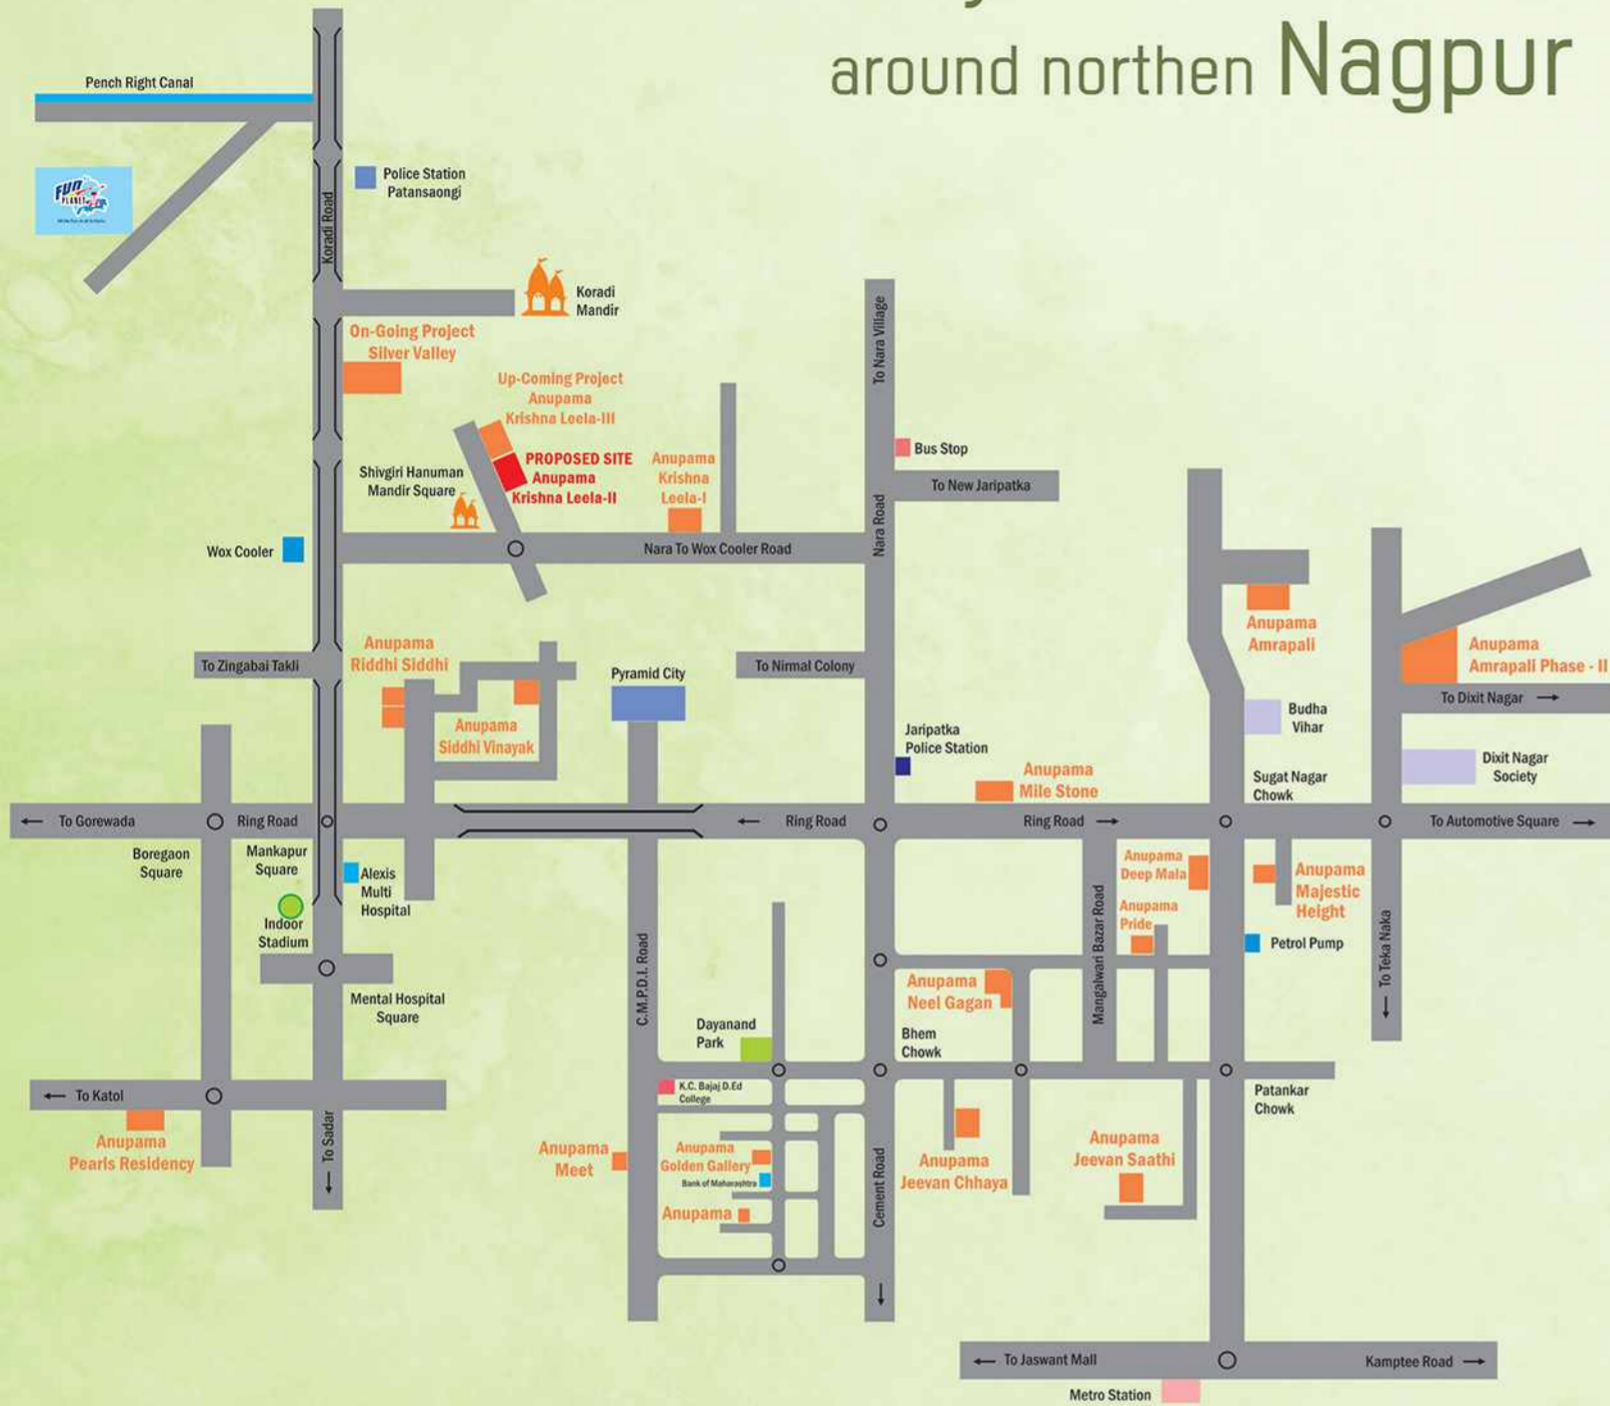 around northen Nagpur
Pench Right Canal
FUN
PLANET
Police Station
Patansaongi
Koradi Road
Koradi
Mandir
On-Going Project
Silver Valley
To Nara Village
Up-Coming Project
Anupama
Krishna Leela-III
Bus Stop
PROPOSED SITE
Anupama
Krishna Leela-II
Anupama
Krishna
Leela-I
Shivgiri Hanuman
Mandir Square
To New Jaripatka
Nara Road
Wox Cooler
Nara To Wox Cooler Road
Anupama
Amrapali
Anupama
Riddhi Siddhi
Anupama
Amrapali Phase - II
To Zingabai Takli
Pyramid City
To Nirmal Colony
To Dixit Nagar
Budha
Vihar
Anupama
Siddhi Vinayak
Jaripatka
Police Station
Dixit Nagar
Society
Anupama
Mile Stone
Sugat Nagar
Chowk
To Gorewada
Ring Road
Ring Road
Ring Road
To Automotive Square
Boregaon
Square
Mankapur
Square
Alexis
Multi
Hospital
Anupama
Deep Mala
Anupama
Majestic
Height
Anupama
Pride
Indoor
Stadium
Mangalwari Bazar Road
Petrol Pump
To Teka Naka
C.M.P.D.I. Road
Anupama
Neel Gagan
Mental Hospital
Square
Dayanand
Park
Bhem
Chowk
K.C. Bajaj D.Ed
College
To Katol
Patankar
Chowk
To Sadar
Anupama
Pearls Residency
Anupama
Meet
Anupama
Golden Gallery
Bank of Maharashtra
Anupama
Cement Road
Anupama
Jeevan Chhaya
Anupama
Jeevan Saathi
To Jaswant Mall
Kamptee Road
Metro Station